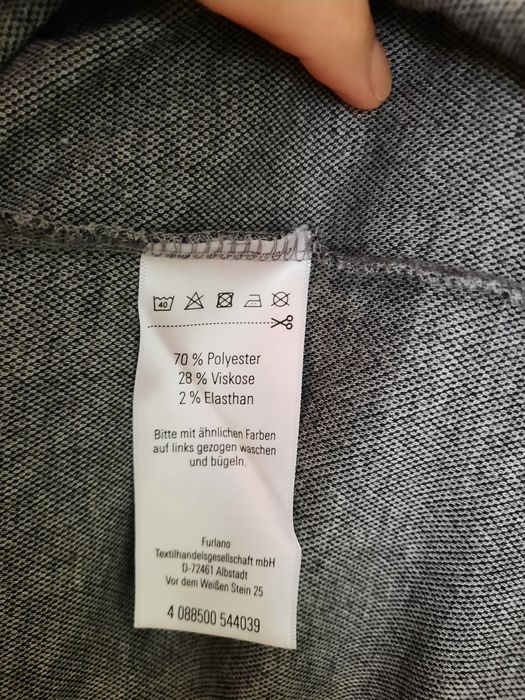 40
70 % Polyester
28 % Viskose
2 % Elasthan
Bitte mit ähnlichen Farben
auf links gezogen waschen
und bügeln.
Furlano
Textilhandelsgesellschaft mbH
D-72461 Albstadt
Vor dem Weißen Stein 25
4 088500 544039